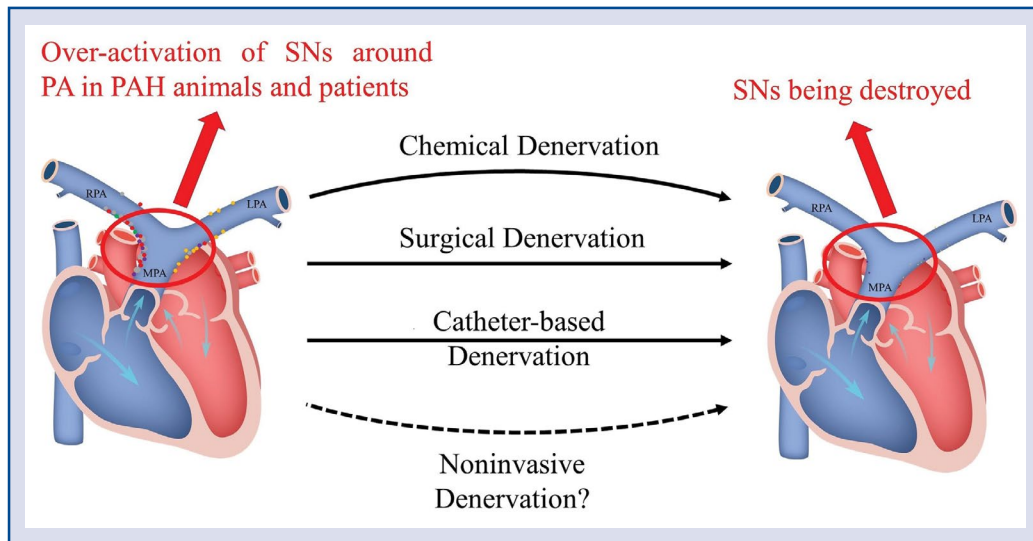 Over-activation of SNs around
PA in PAH animals and patients
SNs being destroyed
Chemical Denervation
Surgical Denervation
Catheter-based
Denervation
Noninvasive
Denervation?
RPA
LPA
MPA
RPA
LPA
MPA